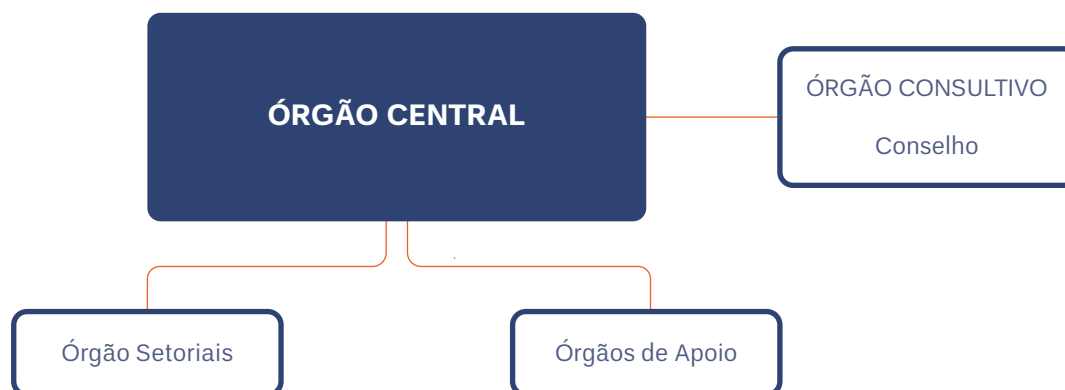 ÓRGÃO CENTRAL
ÓRGÃO CONSULTIVO
Conselho
Órgão Setoriais
Órgãos de Apoio